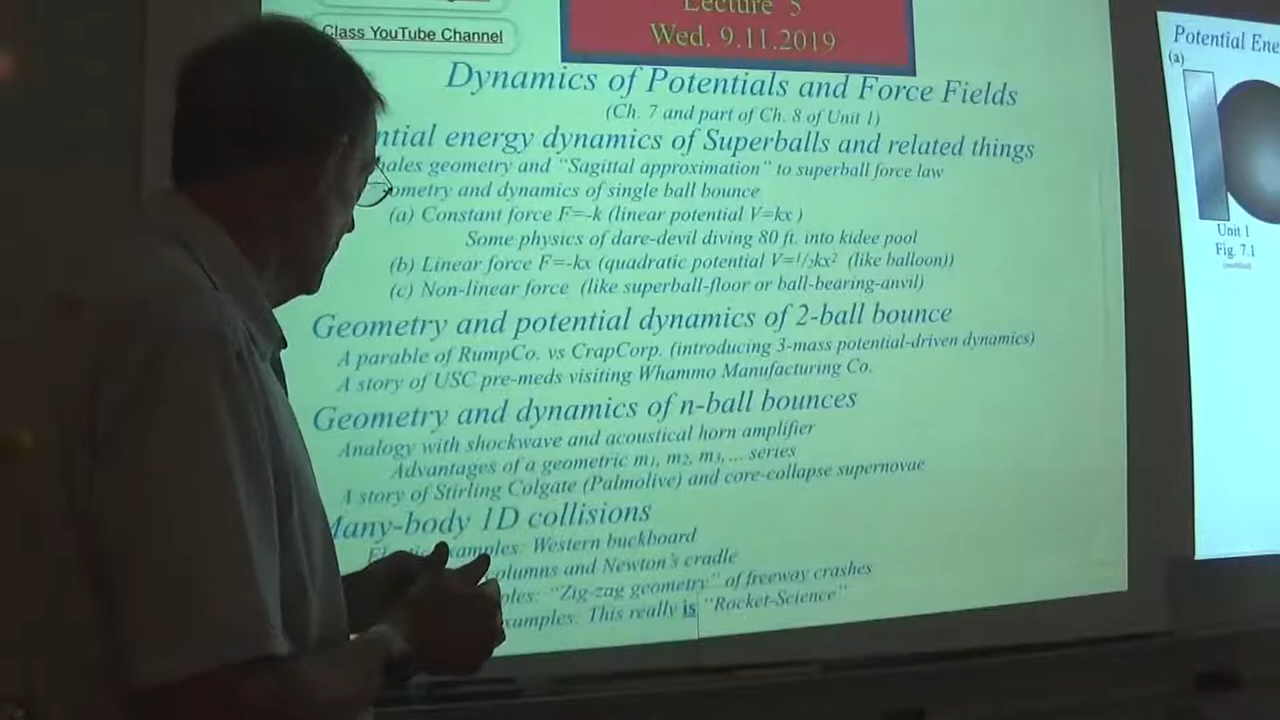 Class YouTube Channel
Lecture 5
Wed. 9.11.2019
Dynamics of Potentials and Force Fields
(Ch. 7 and part of Ch. 8 of Unit 1)
ntial energy dynamics of Superballs and related things
hales geometry and "Sagittal approximation" to superball force law
ometry and dynamics of single ball bounce
(a) Constant force F=-k (linear potential V=kx )
Some physics of dare-devil diving 80 ft. into kidee pool
(b) Linear force F=-kx (quadratic potential V=1/2kx² (like balloon))
(c) Non-linear force (like superball-floor or ball-bearing-anvil)
Geometry and potential dynamics of 2-ball bounce
A parable of RumpCo. vs CrapCorp. (introducing 3-mass potential-driven dynamics)
A story of USC pre-meds visiting Whammo Manufacturing Co.
Geometry and dynamics of n-ball bounces
Analogy with shockwave and acoustical horn amplifier
Advantages of a geometric m₁, m₂, m₃, ... series
A story of Stirling Colgate (Palmolive) and core-collapse supernovae
Many-body 1D collisions
Elastic examples: Western buckboard
columns and Newton's cradle
ples: "Zig-zag geometry" of freeway crashes
xamples. This really is "Rocket-Science"
Potential Ene
(a)
Unit 1
Fig. 7.1